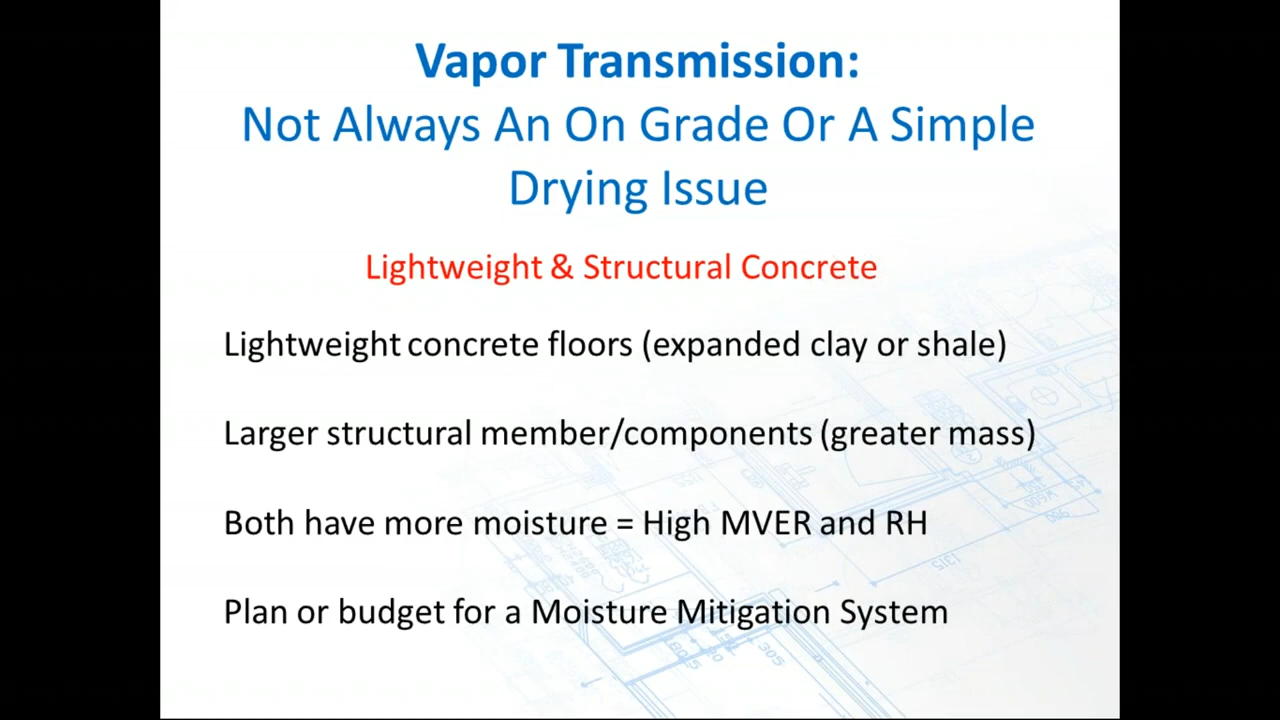 Vapor Transmission:
Not Always An On Grade Or A Simple
Drying Issue
Lightweight & Structural Concrete
Lightweight concrete floors (expanded clay or shale)
Larger structural member/components (greater mass)
Both have more moisture = High MVER and RH
Plan or budget for a Moisture Mitigation System
1315
305